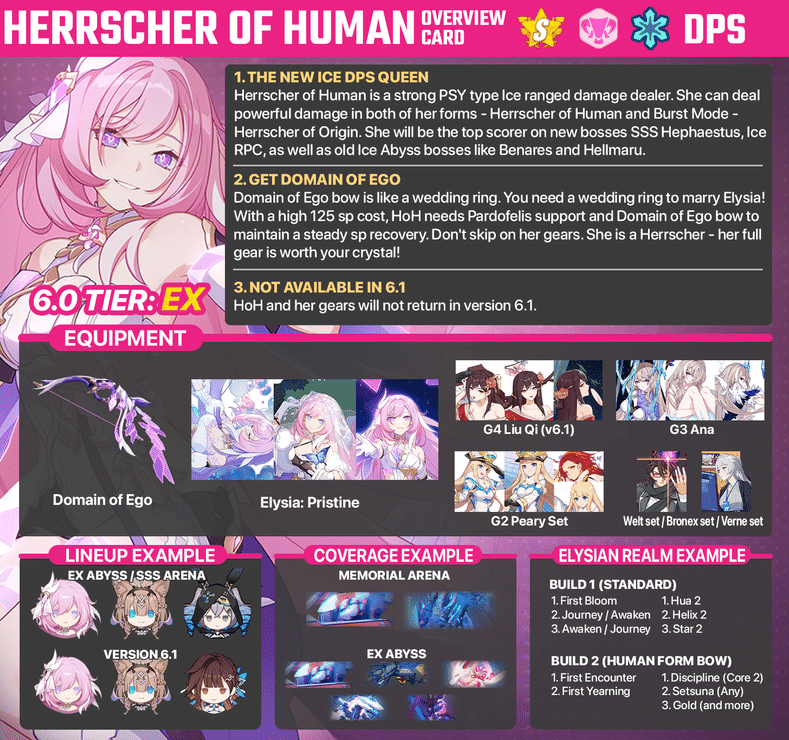 HERRSCHER OF HUMAN OVERVIEW CARD S DPS
1. THE NEW ICE DPS QUEEN
Herrscher of Human is a strong PSY type Ice ranged damage dealer. She can deal
powerful damage in both of her forms - Herrscher of Human and Burst Mode -
Herrscher of Origin. She will be the top scorer on new bosses SSS Hephaestus, Ice
RPC, as well as old Ice Abyss bosses like Benares and Hellmaru.
2. GET DOMAIN OF EGO
Domain of Ego bow is like a wedding ring. You need a wedding ring to marry Elysia!
With a high 125 sp cost, HoH needs Pardofelis support and Domain of Ego bow to
maintain a steady sp recovery. Don't skip on her gears. She is a Herrscher - her full
gear is worth your crystal!
3. NOT AVAILABLE IN 6.1
HoH and her gears will not return in version 6.1.
6.0 TIER: EX
EQUIPMENT
Domain of Ego
Elysia: Pristine
G4 Liu Qi (v6.1)
G3 Ana
G2 Peary Set
Welt set / Bronex set / Verne set
LINEUP EXAMPLE
EX ABYSS / SSS ARENA
VERSION 6.1
COVERAGE EXAMPLE
MEMORIAL ARENA
EX ABYSS
ELYSIAN REALM EXAMPLE
BUILD 1 (STANDARD)
1. First Bloom 1. Hua 2
2. Journey / Awaken 2. Helix 2
3. Awaken / Journey 3. Star 2
BUILD 2 (HUMAN FORM BOW)
1. First Encounter 1. Discipline (Core 2)
2. First Yearning 2. Setsuna (Any)
3. Gold (and more)